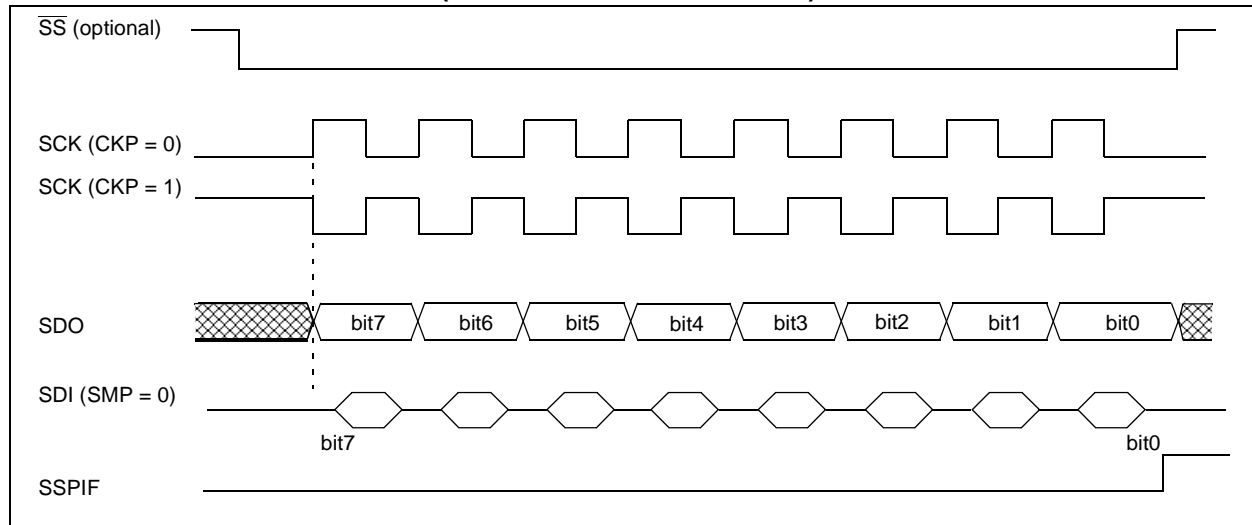 SS (optional)
SCK (CKP = 0)
SCK (CKP = 1)
SDO
bit7 bit6 bit5 bit4 bit3 bit2 bit1 bit0
SDI (SMP = 0)
bit7 bit0
SSPIF